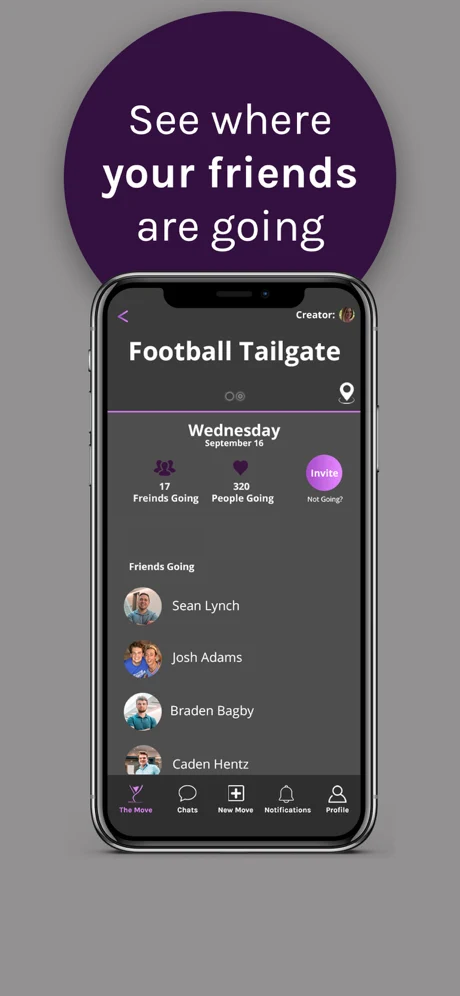 See where
your friends
are going
Creator:
Football Tailgate
Wednesday
September 16
17
Freinds Going
320
People Going
Invite
Not Going?
Friends Going
Sean Lynch
Josh Adams
Braden Bagby
Caden Hentz
The Move
Chats
New Move
Notifications
Profile